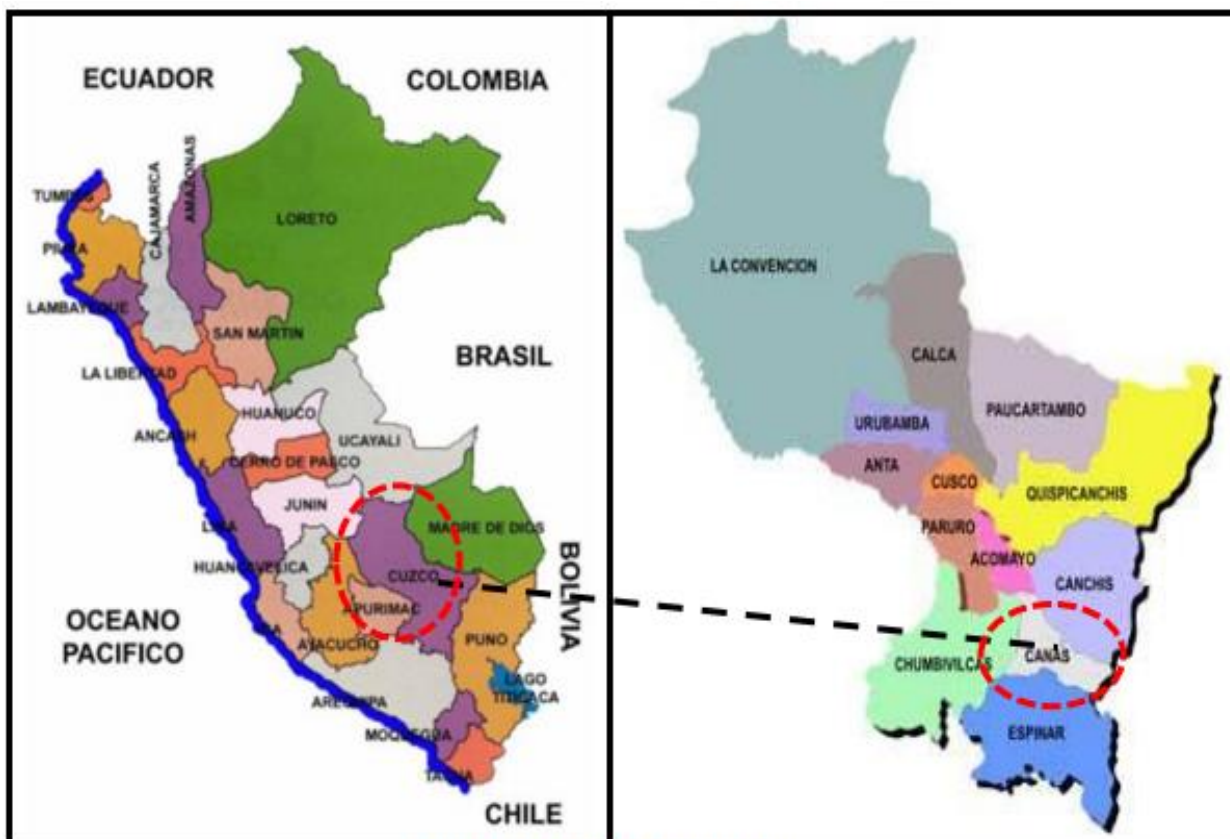 ECUADOR
COLOMBIA
TUMBES
CAJAMARCA
AMAZONAS
LORETO
PIURA
LAMBAYEQUE
SAN MARTIN
BRASIL
LA LIBERTAD
HUANUCO
ANCASH
UCAYALI
CERRO DE PASCO
JUNIN
LIMA
MADRE DE DIOS
HUANCAVELICA
CUZCO
BOLIVIA
APURIMAC
OCEANO
PACIFICO
ICA
AYACUCHO
PUNO
LAGO
TITICACA
AREQUIPA
MOQUEGUA
TACNA
CHILE
LA CONVENCION
CALCA
PAUCARTAMBO
URUBAMBA
ANTA
CUSCO
QUISPICANCHIS
PARURO
ACOMAYO
CANCHIS
CANAS
CHUMBIVILCAS
ESPINAR